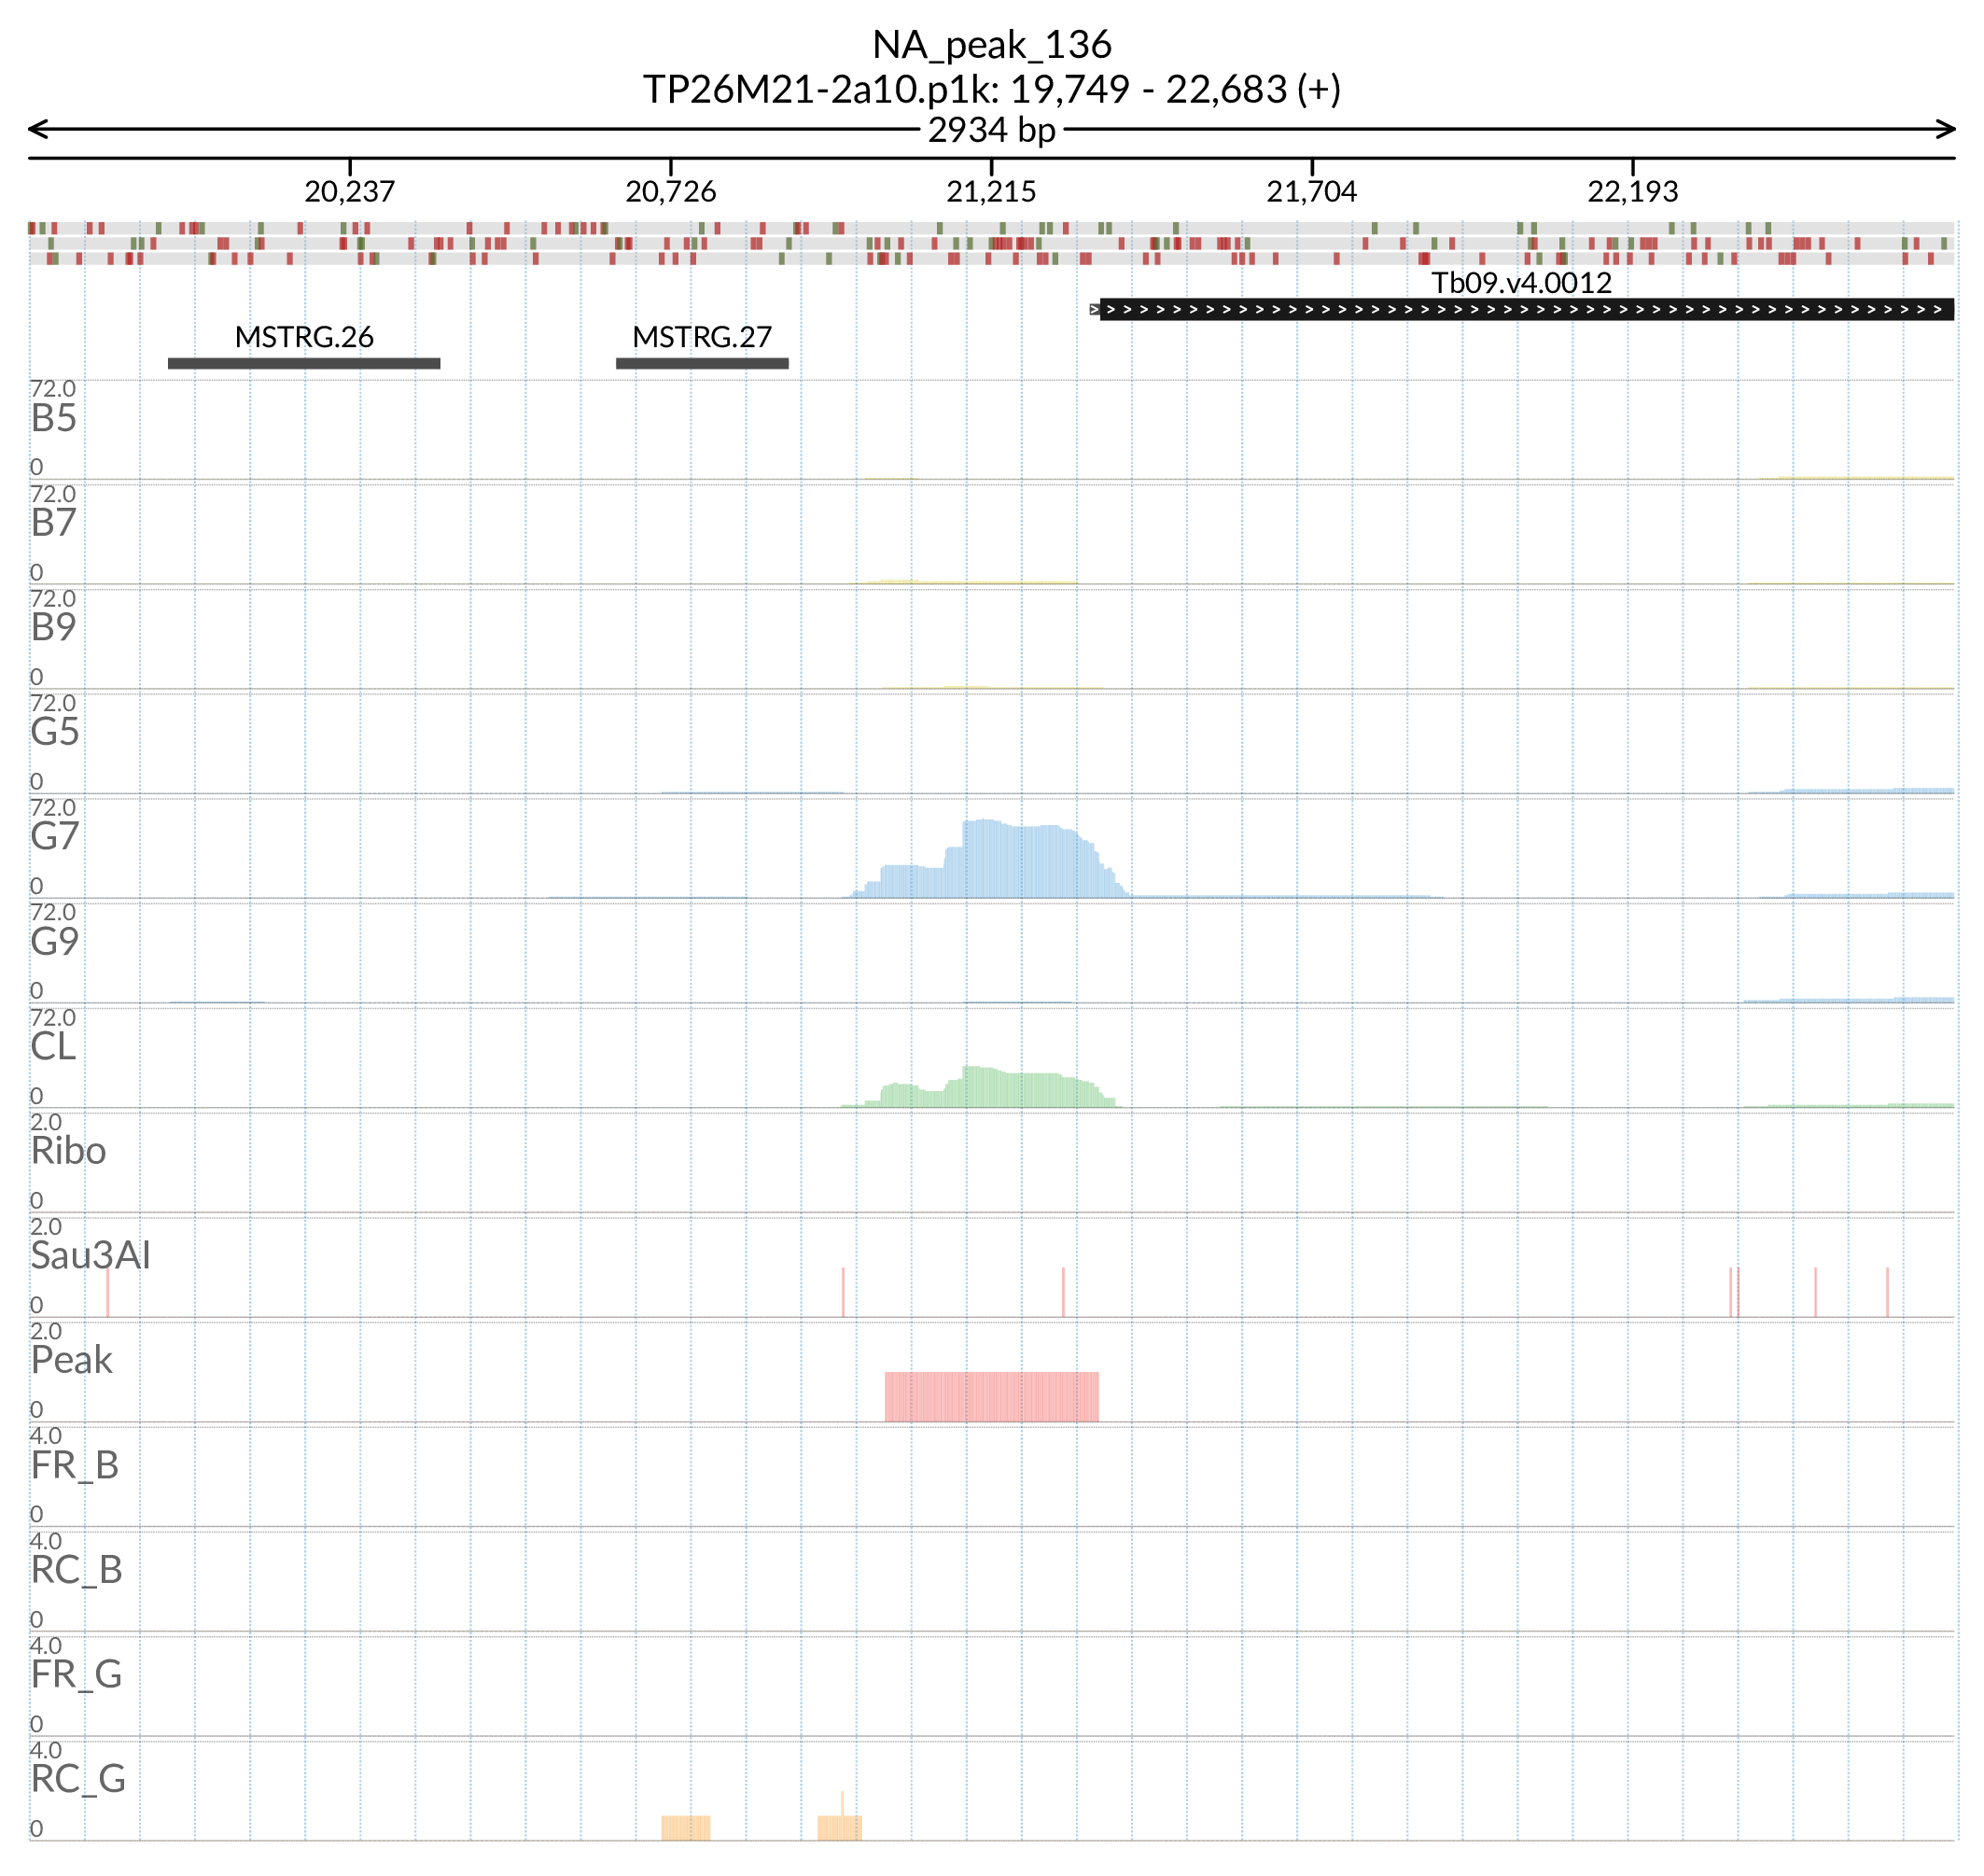 NA_peak_136
TP26M21-2a10.p1k: 19,749 - 22,683 (+)
2934 bp
20,237 20,726 21,215 21,704 22,193
Tb09.v4.0012
MSTRG.26 MSTRG.27
72.0
B5
0
72.0
B7
0
72.0
B9
0
72.0
G5
0
72.0
G7
0
72.0
G9
0
72.0
CL
0
2.0
Ribo
0
2.0
Sau3AI
0
2.0
Peak
0
4.0
FR_B
0
4.0
RC_B
0
4.0
FR_G
0
4.0
RC_G
0